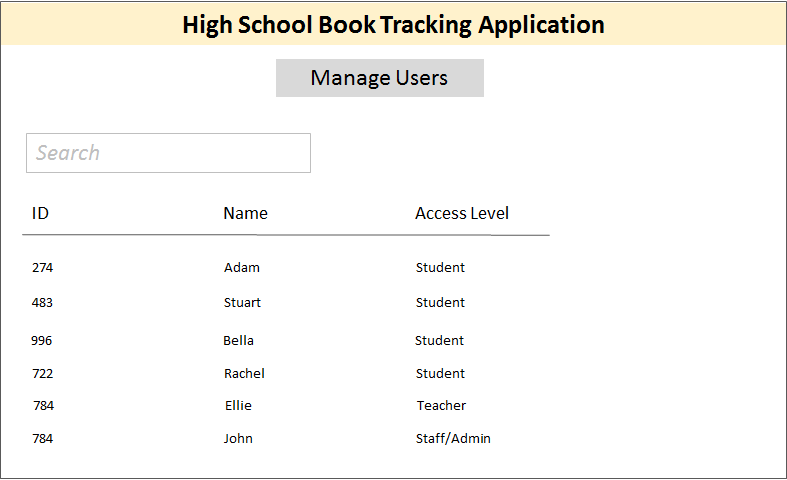 High School Book Tracking Application
Manage Users
Search
ID Name Access Level
274 Adam Student
483 Stuart Student
996 Bella Student
722 Rachel Student
784 Ellie Teacher
784 John Staff/Admin